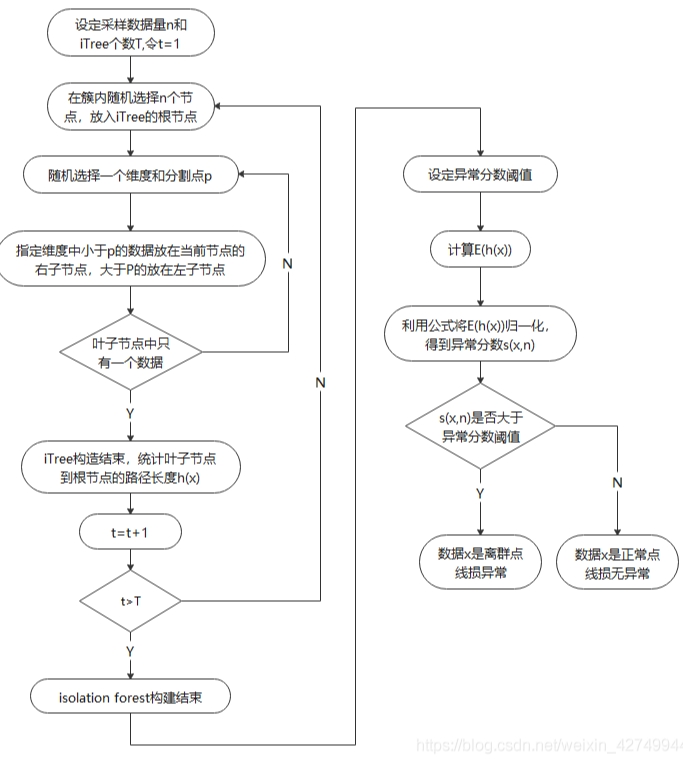 设定采样数据量n和
iTree个数T,令t=1
在簇内随机选择n个节
点，放入iTree的根节点
随机选择一个维度和分割点p
指定维度中小于p的数据放在当前节点的
右子节点，大于P的放在左子节点
N
叶子节点中只
有一个数据
Y
iTree构造结束，统计叶子节点
到根节点的路径长度h(x)
t=t+1
N
t>T
Y
isolation forest构建结束
设定异常分数阈值
计算E(h(x))
利用公式将E(h(x))归一化，
得到异常分数s(x,n)
s(x,n)是否大于
异常分数阈值
Y
N
数据x是离群点
线损异常
数据x是正常点
线损无异常
https://blog.csdn.net/weixin_4274994